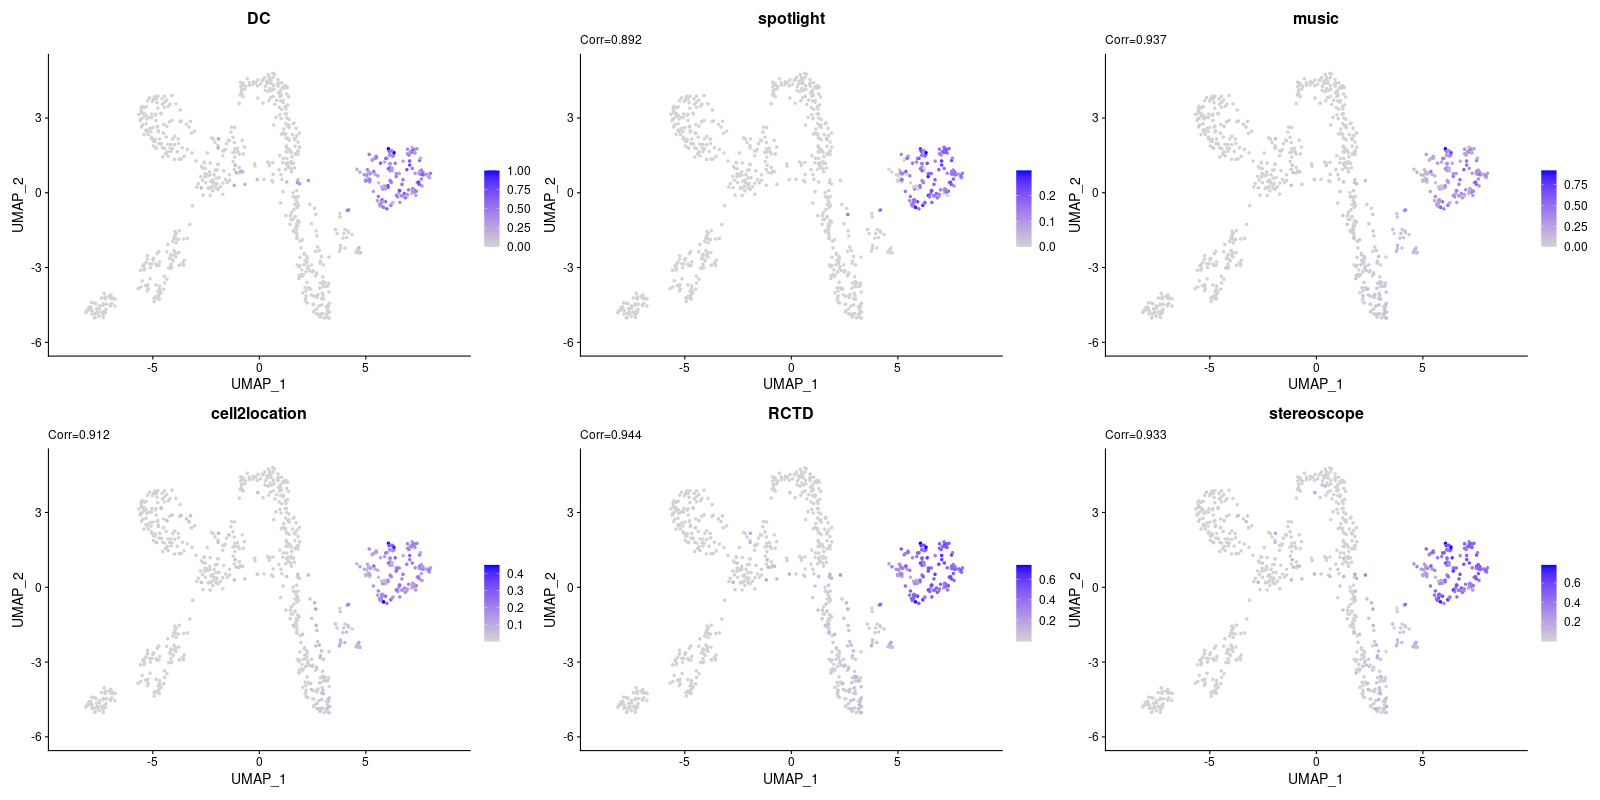 DC
3
0
-3
-6
-5
0
5
UMAP_1
UMAP_2
1.00
0.75
0.50
0.25
0.00
spotlight
Corr=0.892
3
0
-3
-6
-5
0
5
UMAP_1
UMAP_2
0.2
0.1
0.0
music
Corr=0.937
3
0
-3
-6
-5
0
5
UMAP_1
UMAP_2
0.75
0.50
0.25
0.00
cell2location
Corr=0.912
3
0
-3
-6
-5
0
5
UMAP_1
UMAP_2
0.4
0.3
0.2
0.1
RCTD
Corr=0.944
3
0
-3
-6
-5
0
5
UMAP_1
UMAP_2
0.6
0.4
0.2
stereoscope
Corr=0.933
3
0
-3
-6
-5
0
5
UMAP_1
UMAP_2
0.6
0.4
0.2